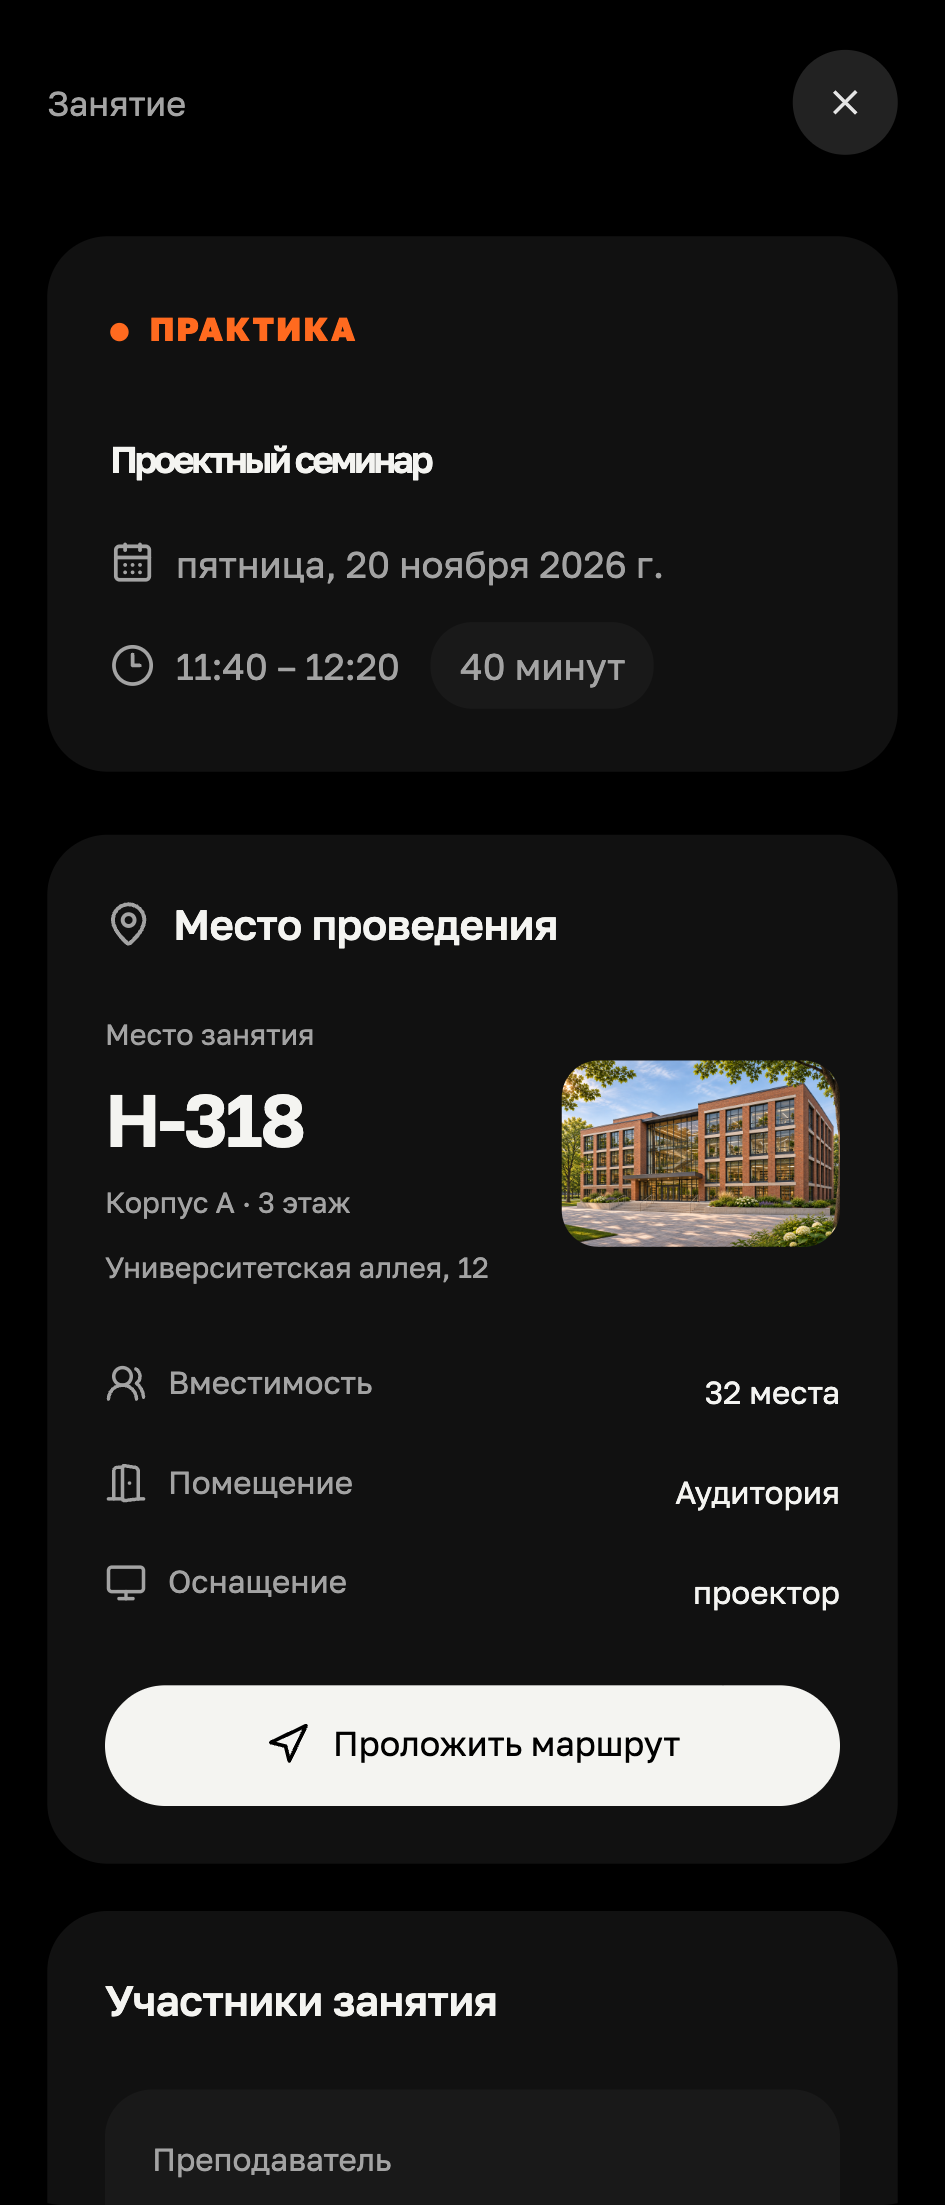 Занятие
ПРАКТИКА
Проектный семинар
пятница, 20 ноября 2026 г.
11:40 – 12:20 40 минут
Место проведения
Место занятия
Н-318
Корпус А · 3 этаж
Университетская аллея, 12
Вместимость 32 места
Помещение Аудитория
Оснащение проектор
Проложить маршрут
Участники занятия
Преподаватель